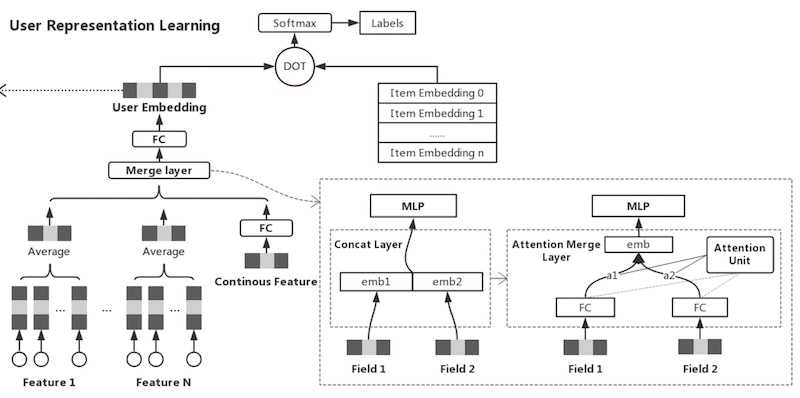 User Representation Learning
Softmax
Labels
DOT
User Embedding
Item Embedding 0
Item Embedding 1
......
Item Embedding n
FC
Merge layer
FC
Average
Average
Continous Feature
...
...
...
Feature 1
Feature N
MLP
Concat Layer
emb1
emb2
Field 1
Field 2
MLP
Attention Merge
Layer
emb
Attention
Unit
a1
a2
FC
FC
Field 1
Field 2